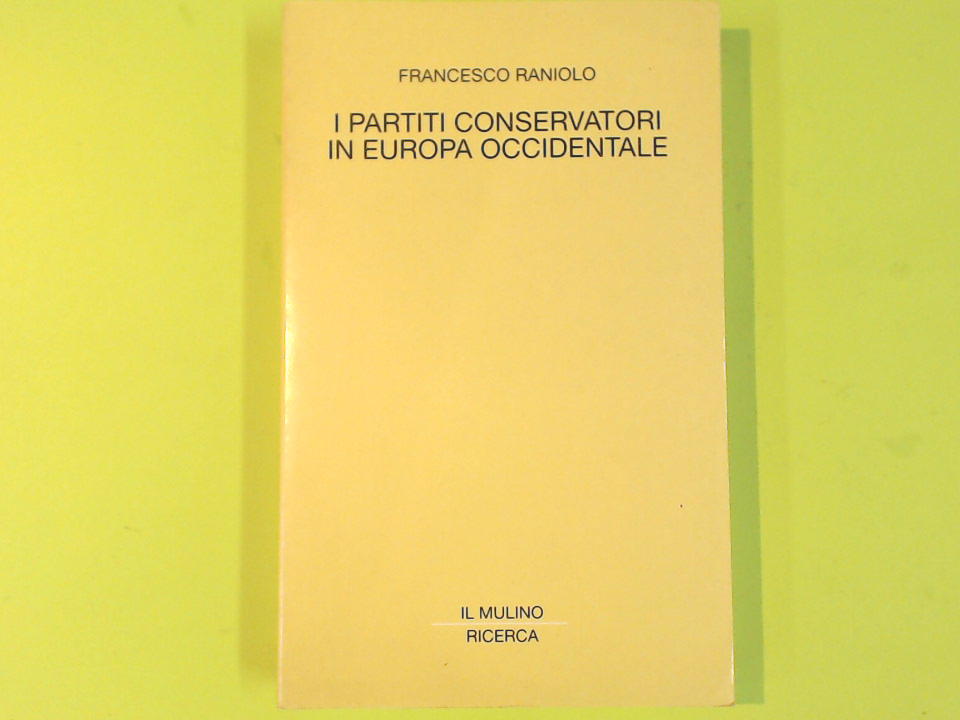 FRANCESCO RANIOLO
I PARTITI CONSERVATORI
IN EUROPA OCCIDENTALE
IL MULINO
RICERCA